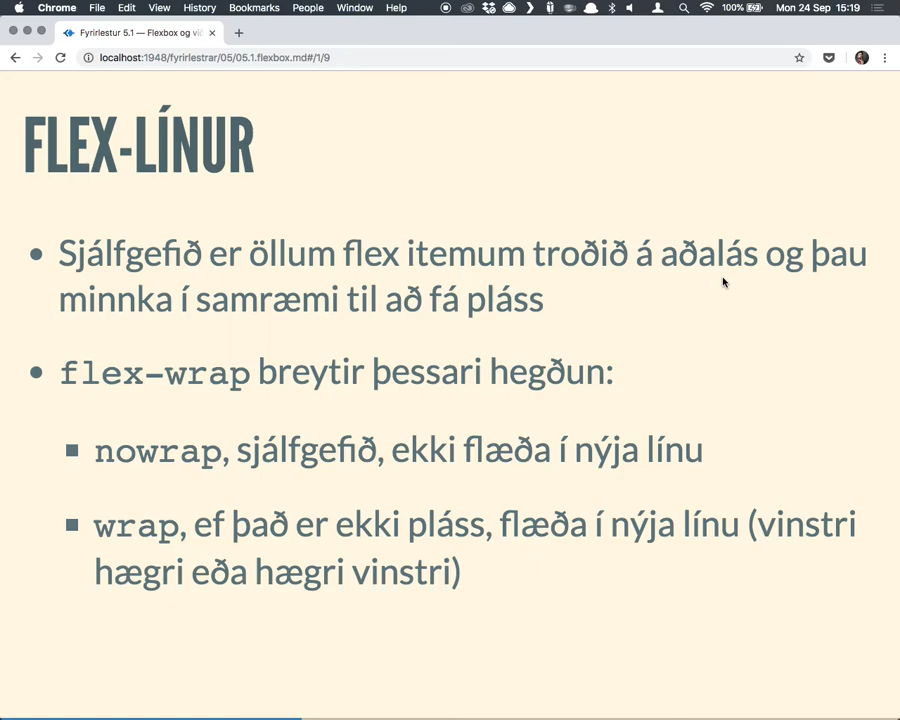 Chrome File Edit View History Bookmarks People Window Help 100% Mon 24 Sep 15:19
Fyrirlestur 5.1 — Flexbox og við
localhost:1948/fyrirlestrar/05/05.1.flexbox.md#/1/9
FLEX-LÍNUR
Sjálfgefið er öllum flex itemum troðið á aðalás og þau
minnka í samræmi til að fá pláss
flex-wrap breytir þessari hegðun:
nowrap, sjálfgefið, ekki flæða í nýja línu
wrap, ef það er ekki pláss, flæða í nýja línu (vinstri
hægri eða hægri vinstri)